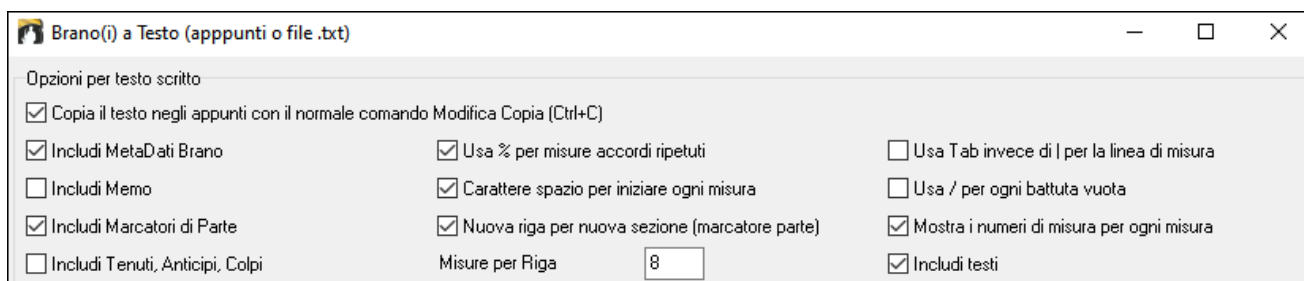 Brano(i) a Testo (apppunti o file .txt)
Opzioni per testo scritto
Copia il testo negli appunti con il normale comando Modifica Copia (Ctrl+C)
Includi MetaDati Brano
Usa % per misure accordi ripetuti
Usa Tab invece di | per la linea di misura
Includi Memo
Carattere spazio per iniziare ogni misura
Usa / per ogni battuta vuota
Includi Marcatori di Parte
Nuova riga per nuova sezione (marcatore parte)
Mostra i numeri di misura per ogni misura
Includi Tenuti, Anticipi, Colpi
Misure per Riga 8
Includi testi